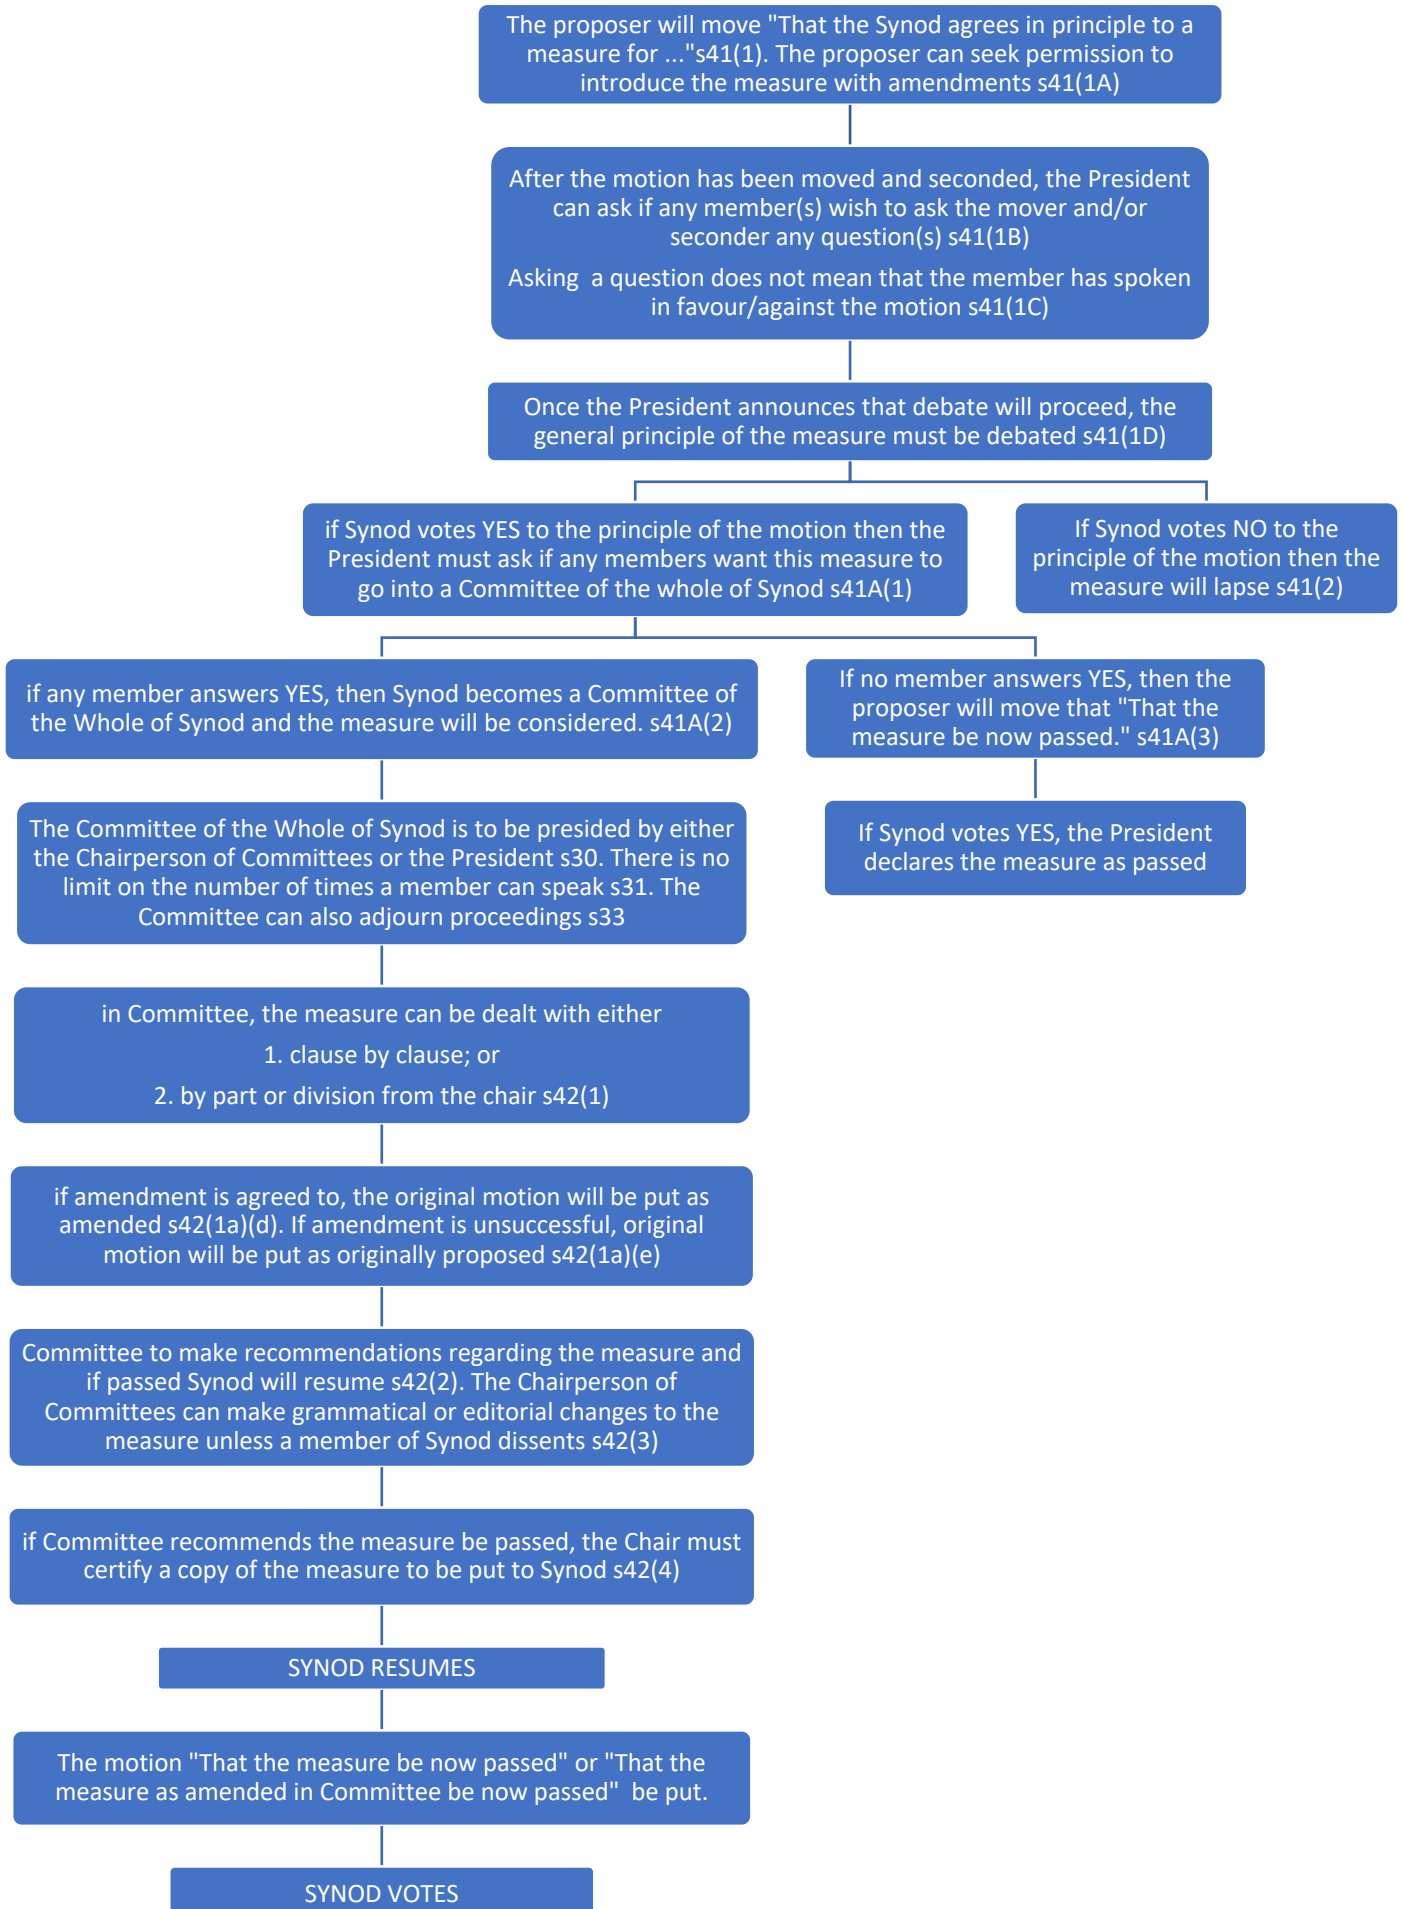 The proposer will move "That the Synod agrees in principle to a
measure for ..."s41(1). The proposer can seek permission to
introduce the measure with amendments s41(1A)
After the motion has been moved and seconded, the President
can ask if any member(s) wish to ask the mover and/or
seconder any question(s) s41(1B)
Asking  a question does not mean that the member has spoken
in favour/against the motion s41(1C)
Once the President announces that debate will proceed, the
general principle of the measure must be debated s41(1D)
if Synod votes YES to the principle of the motion then the
President must ask if any members want this measure to
go into a Committee of the whole of Synod s41A(1)
If Synod votes NO to the
principle of the motion then the
measure will lapse s41(2)
if any member answers YES, then Synod becomes a Committee of
the Whole of Synod and the measure will be considered. s41A(2)
If no member answers YES, then the
proposer will move that "That the
measure be now passed." s41A(3)
The Committee of the Whole of Synod is to be presided by either
the Chairperson of Committees or the President s30. There is no
limit on the number of times a member can speak s31. The
Committee can also adjourn proceedings s33
If Synod votes YES, the President
declares the measure as passed
in Committee, the measure can be dealt with either
1. clause by clause; or
2. by part or division from the chair s42(1)
if amendment is agreed to, the original motion will be put as
amended s42(1a)(d). If amendment is unsuccessful, original
motion will be put as originally proposed s42(1a)(e)
Committee to make recommendations regarding the measure and
if passed Synod will resume s42(2). The Chairperson of
Committees can make grammatical or editorial changes to the
measure unless a member of Synod dissents s42(3)
if Committee recommends the measure be passed, the Chair must
certify a copy of the measure to be put to Synod s42(4)
SYNOD RESUMES
The motion "That the measure be now passed" or "That the
measure as amended in Committee be now passed"  be put.
SYNOD VOTES